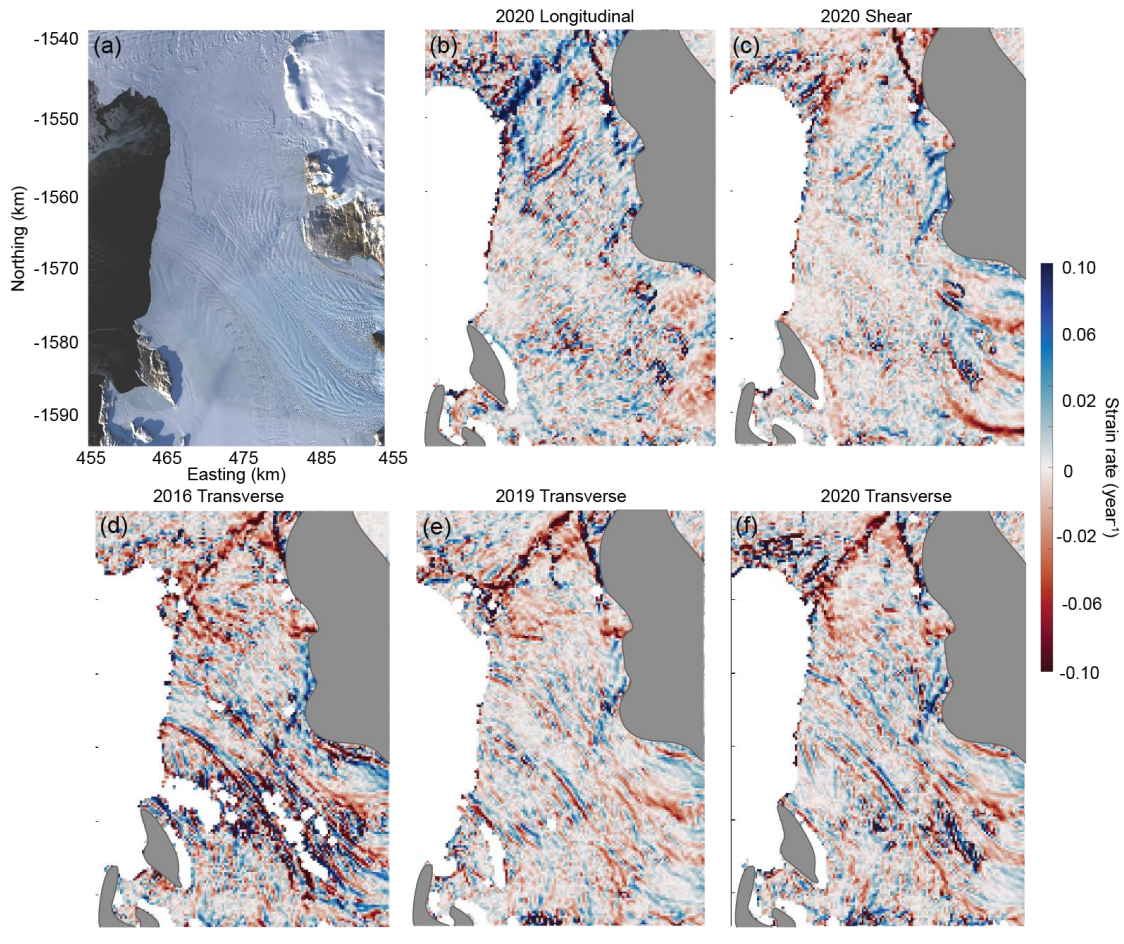 2020 Longitudinal
2020 Shear
(a)
(b)
(c)
-1540
-1550
-1560
-1570
-1580
-1590
Northing (km)
455 465 475 485 455
Easting (km)
0.10
0.06
0.02
0
-0.02
-0.06
-0.10
Strain rate (year-1)
2016 Transverse
2019 Transverse
2020 Transverse
(d)
(e)
(f)